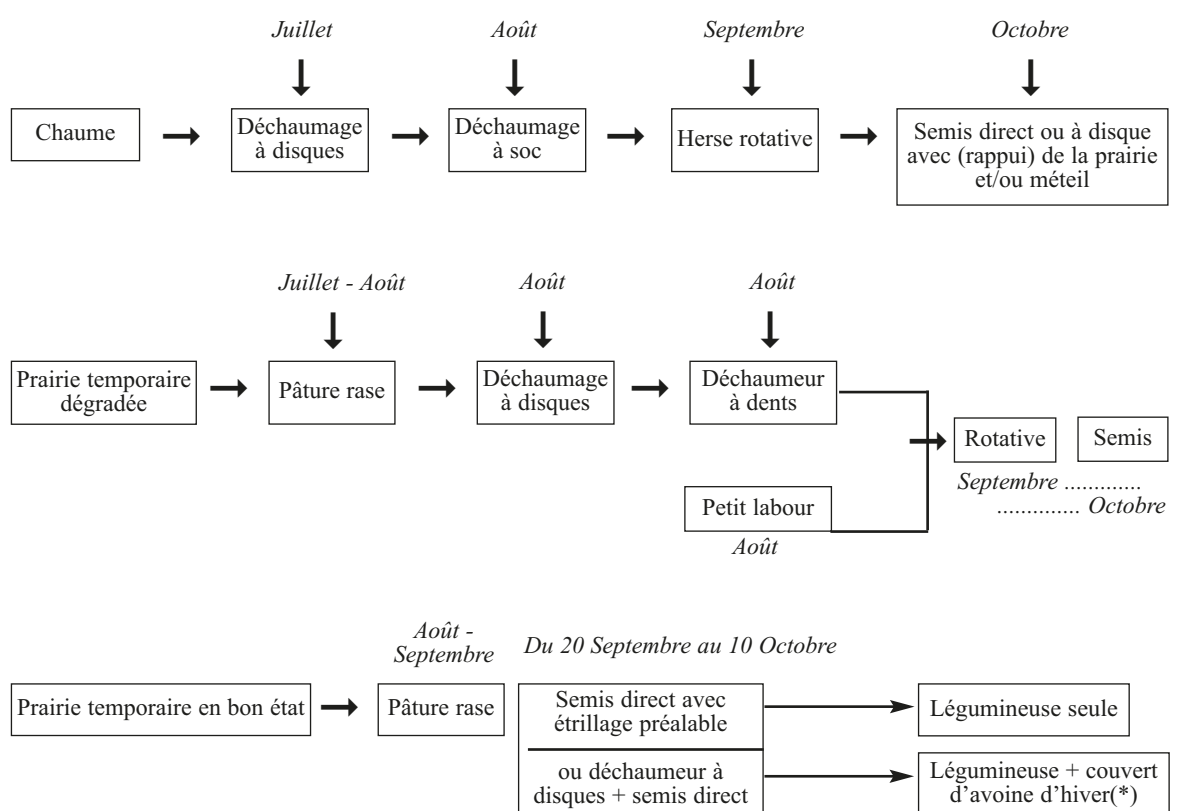 Juillet
Août
Septembre
Octobre
Chaume
Déchaumage
à disques
Déchaumage
à soc
Herse rotative
Semis direct ou à disque
avec (rappui) de la prairie
et/ou méteil
Juillet - Août
Août
Août
Prairie temporaire
dégradée
Pâture rase
Déchaumage
à disques
Déchaumeur
à dents
Rotative
Semis
Septembre .............
.............. Octobre
Petit labour
Août
Août -
Septembre
Du 20 Septembre au 10 Octobre
Prairie temporaire en bon état
Pâture rase
Semis direct avec
étrillage préalable
Légumineuse seule
ou déchaumeur à
disques + semis direct
Légumineuse + couvert
d'avoine d'hiver(*)